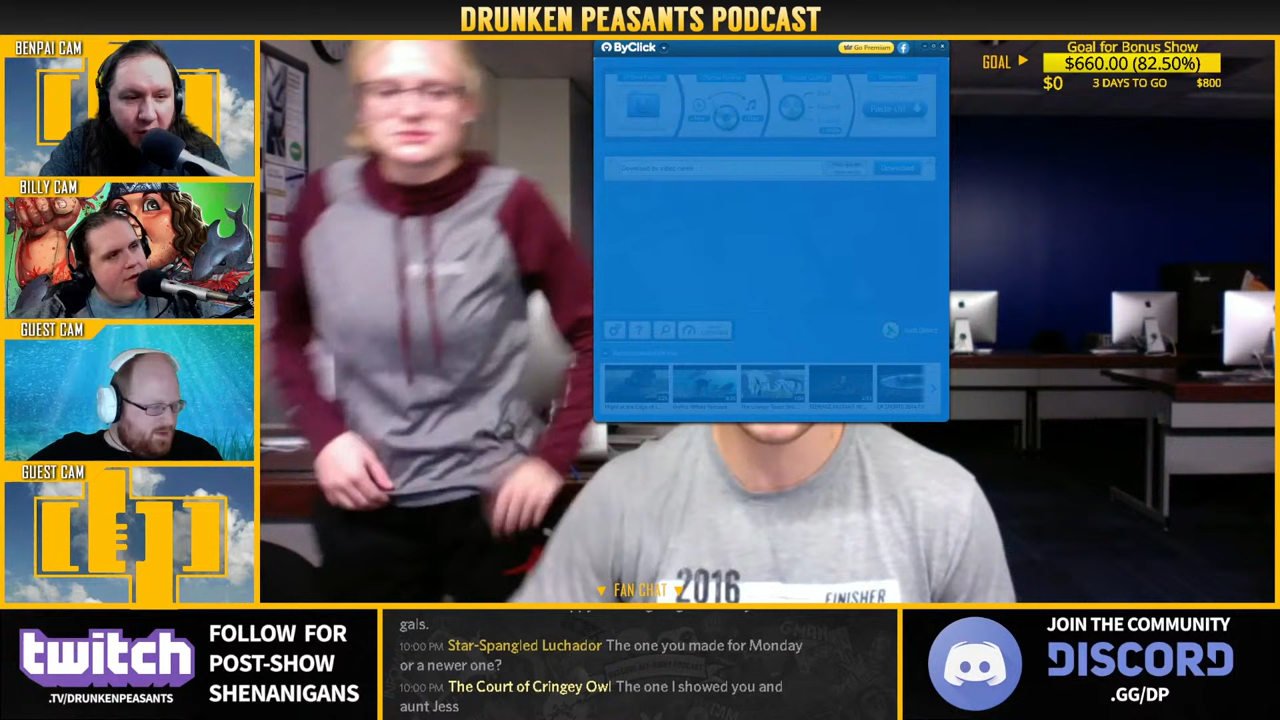 DRUNKEN PEASANTS PODCAST
BENPAI CAM
BILLY CAM
GUEST CAM
GUEST CAM
ByClick
Go Premium
GOAL
Goal for Bonus Show
$660.00 (82.50%)
$0
3 DAYS TO GO
$800
Download
2016
FINISHER
FAN CHAT
gals.
10:00 PM Star-Spangled Luchador The one you made for Monday
or a newer one?
10:00 PM The Court of Cringey Owl The one I showed you and
aunt Jess
twitch
.TV/DRUNKENPEASANTS
FOLLOW FOR
POST-SHOW
SHENANIGANS
JOIN THE COMMUNITY
DISCORD
.GG/DP